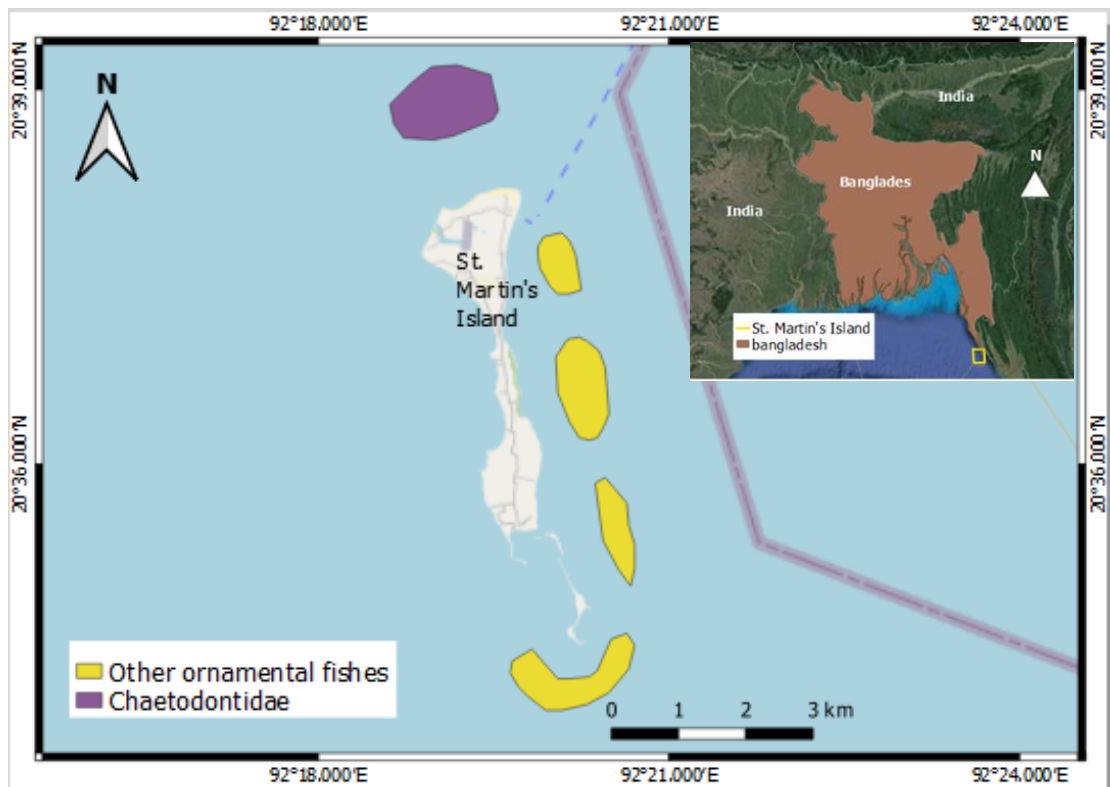 92°18.000'E 92°21.000'E 92°24.000'E
20°39.000'N
20°39.000'N
N
India
N
Banglades
India
St. Martin's Island
bangladesh
St.
Martin's
Island
20°36.000'N
20°36.000'N
Other ornamental fishes
Chaetodontidae
0 1 2 3 km
92°18.000'E 92°21.000'E 92°24.000'E